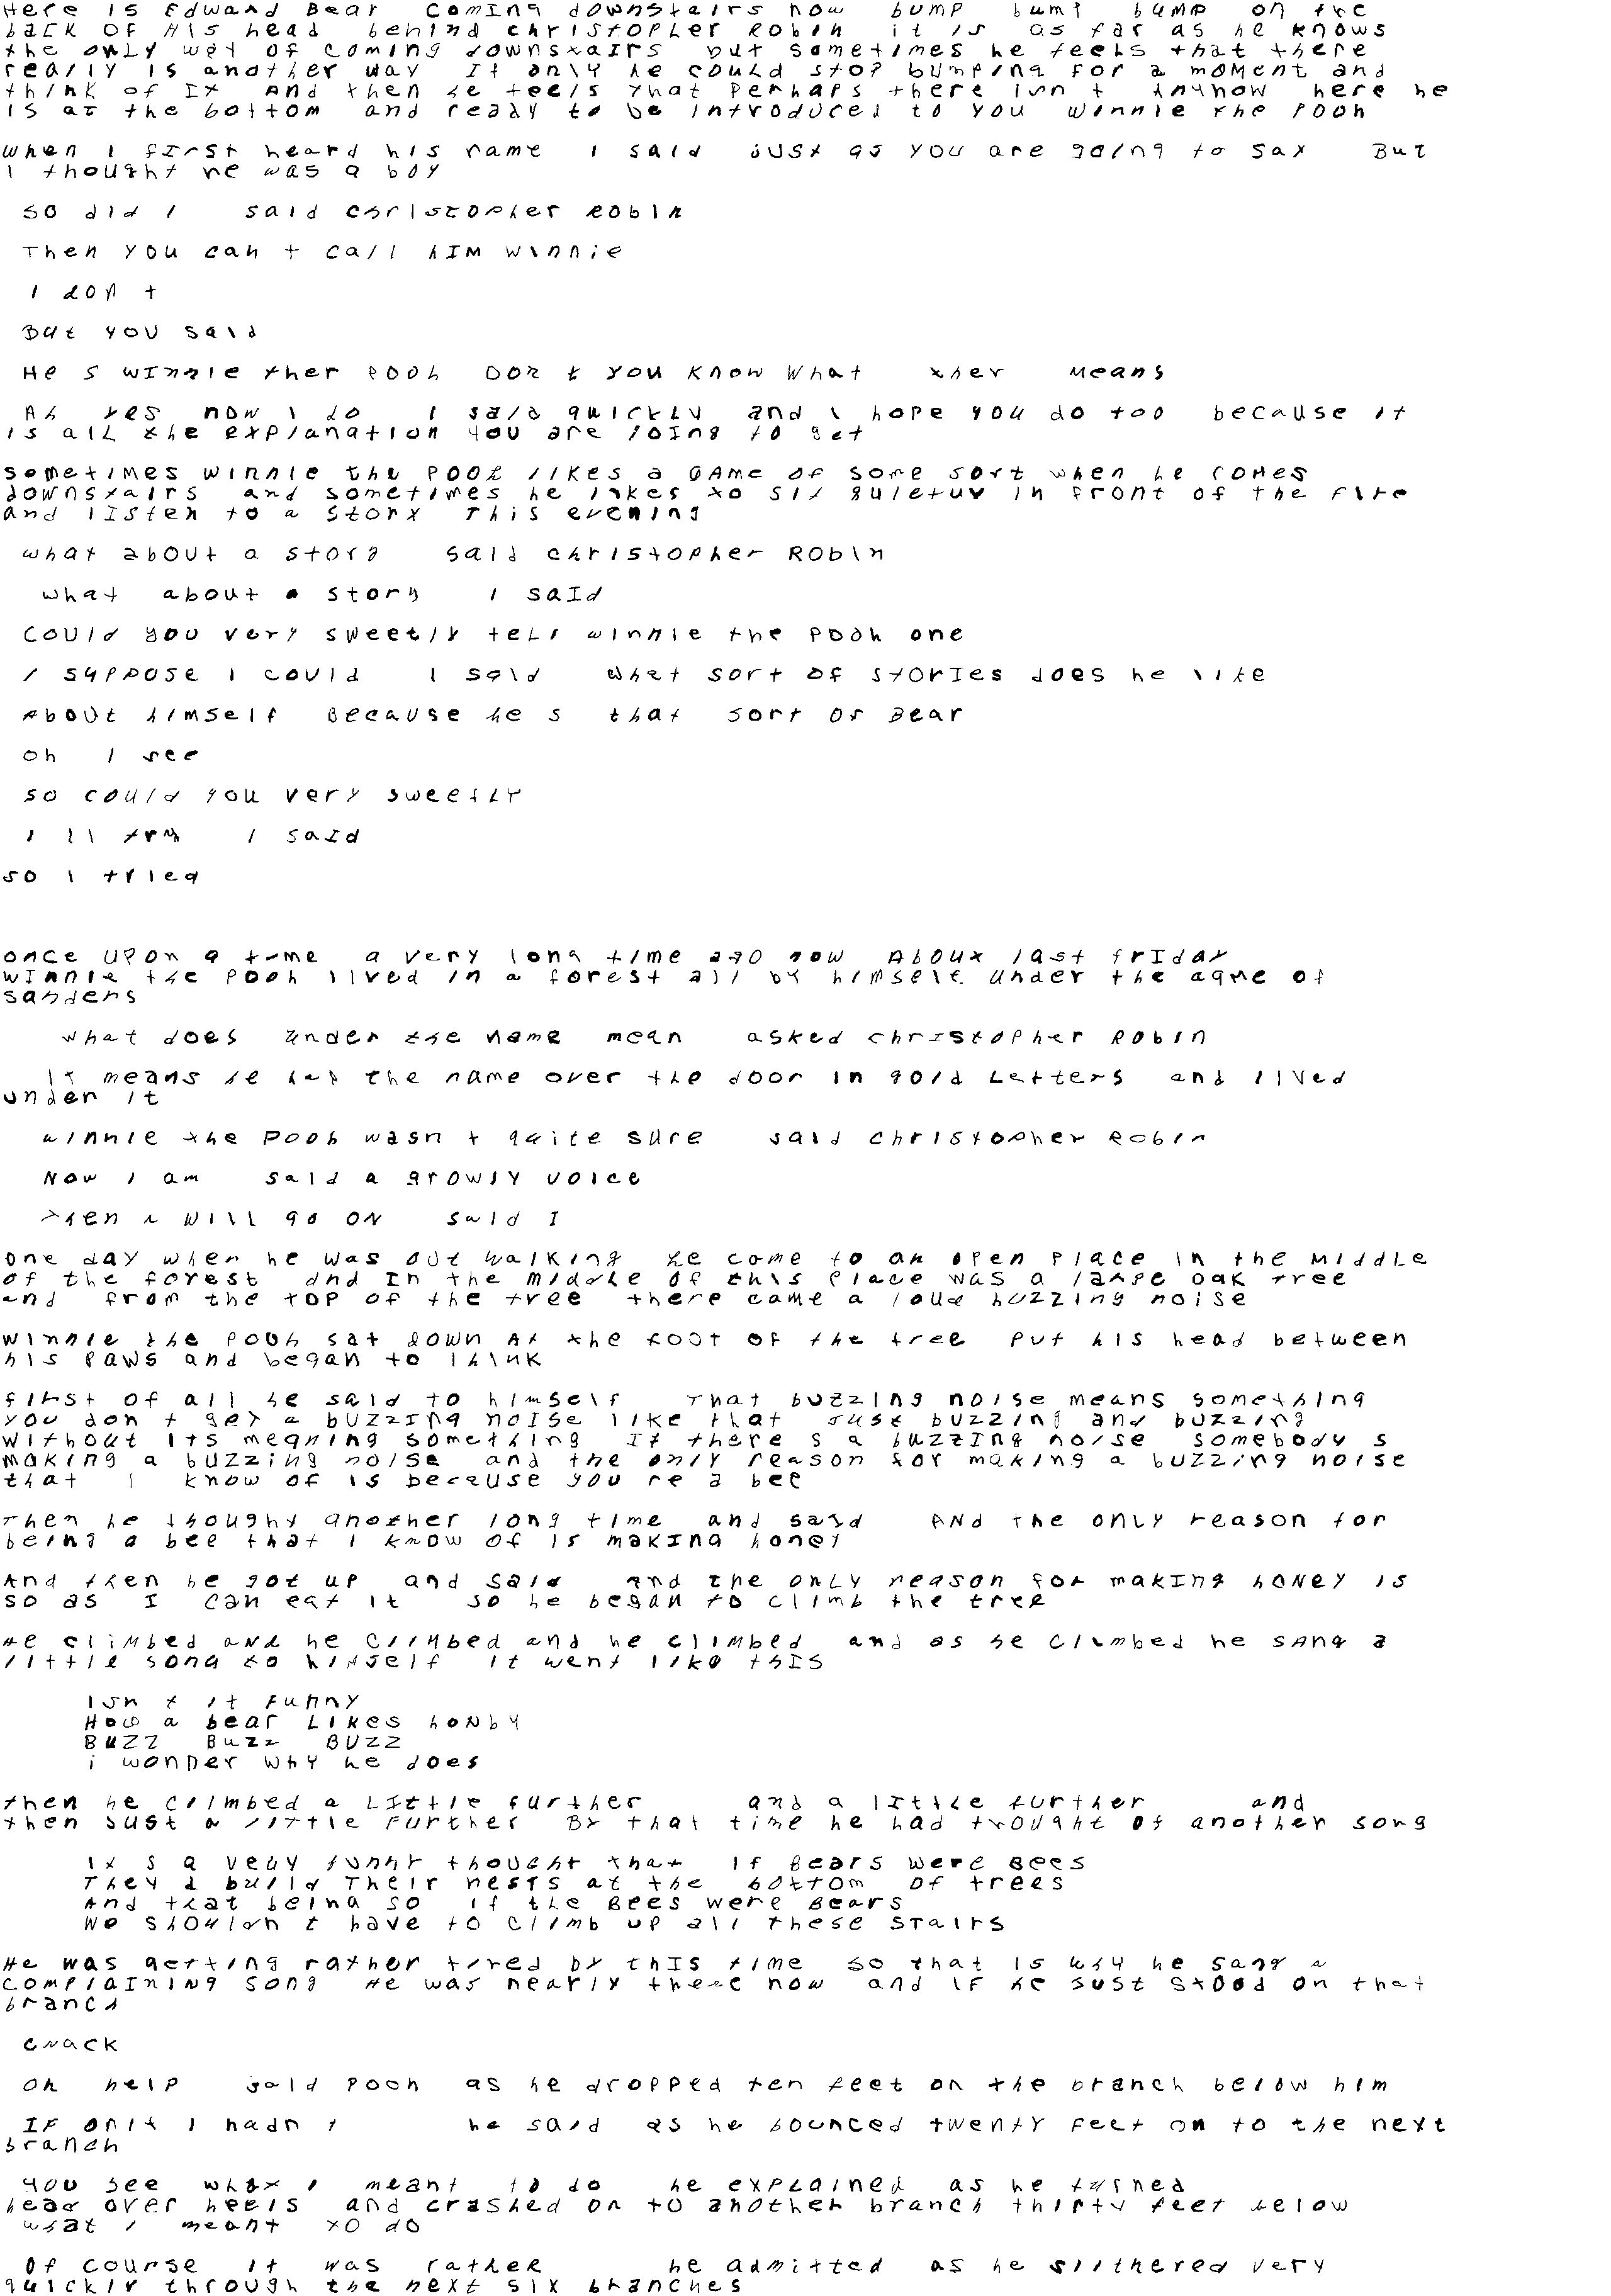 Here is Edward Bear coming downstairs now bump bump bump on the
back of his head behind Christopher Robin it is as far as he knows
the only way of coming downstairs but sometimes he feels that there
really is another way if only he could stop bumping for a moment and
think of it And then he feels that perhaps there isn t Anyhow here he
is at the bottom and ready to be introduced to you Winnie the Pooh
When I first heard his name I said just as you are going to say But
I thought he was a boy
So did I said Christopher Robin
Then you can t call him Winnie
I don t
But you said
He s Winnie ther Pooh Don t you know what ther means
Ah yes now I do I said quickly and I hope you do too because it
is all the explanation you are going to get
Sometimes Winnie the Pooh likes a game of some sort when he comes
downstairs and sometimes he likes to sit quietly in front of the fire
and listen to a story This evening
What about a story said Christopher Robin
What about a story I said
Could you very sweetly tell Winnie the Pooh one
I suppose I could I said What sort of stories does he like
About himself Because he s that sort of Bear
Oh I see
So could you very sweetly
I ll try I said
So I tried
Once upon a time a very long time ago now about last Friday
Winnie the Pooh lived in a forest all by himself under the name of
Sanders
What does under the name mean asked Christopher Robin
It means he had the name over the door in gold letters and lived
under it
Winnie the Pooh wasn t quite sure said Christopher Robin
Now I am said a growly voice
Then I will go on said I
One day when he was out walking he came to an open place in the middle
of the forest and in the middle of this place was a large oak tree
and from the top of the tree there came a loud buzzing noise
Winnie the Pooh sat down at the foot of the tree put his head between
his paws and began to think
First of all he said to himself That buzzing noise means something
You don t get a buzzing noise like that just buzzing and buzzing
without its meaning something If there s a buzzing noise somebody s
making a buzzing noise and the only reason for making a buzzing noise
that I know of is because you re a bee
Then he thought another long time and said And the only reason for
being a bee that I know of is making honey
And then he got up and said And the only reason for making honey is
so as I can eat it So he began to climb the tree
He climbed and he climbed and he climbed and as he climbed he sang a
little song to himself It went like this
Isn t it funny
How a bear likes honey
Buzz Buzz Buzz
I wonder why he does
Then he climbed a little further and a little further and
then just a little further By that time he had thought of another song
It s a very funny thought that if Bears were Bees
They d build their nests at the bottom of trees
And that being so if the Bees were Bears
We shouldn t have to climb up all these stairs
He was getting rather tired by this time so that is why he sang a
Complaining Song He was nearly there now and if he just stood on that
branch
Crack
Oh help said Pooh as he dropped ten feet on the branch below him
If only I hadn t he said as he bounced twenty feet on to the next
branch
You see what I meant to do he explained as he turned
head over heels and crashed on to another branch thirty feet below
what I meant to do
Of course it was rather he admitted as he slithered very
quickly through the next six branches